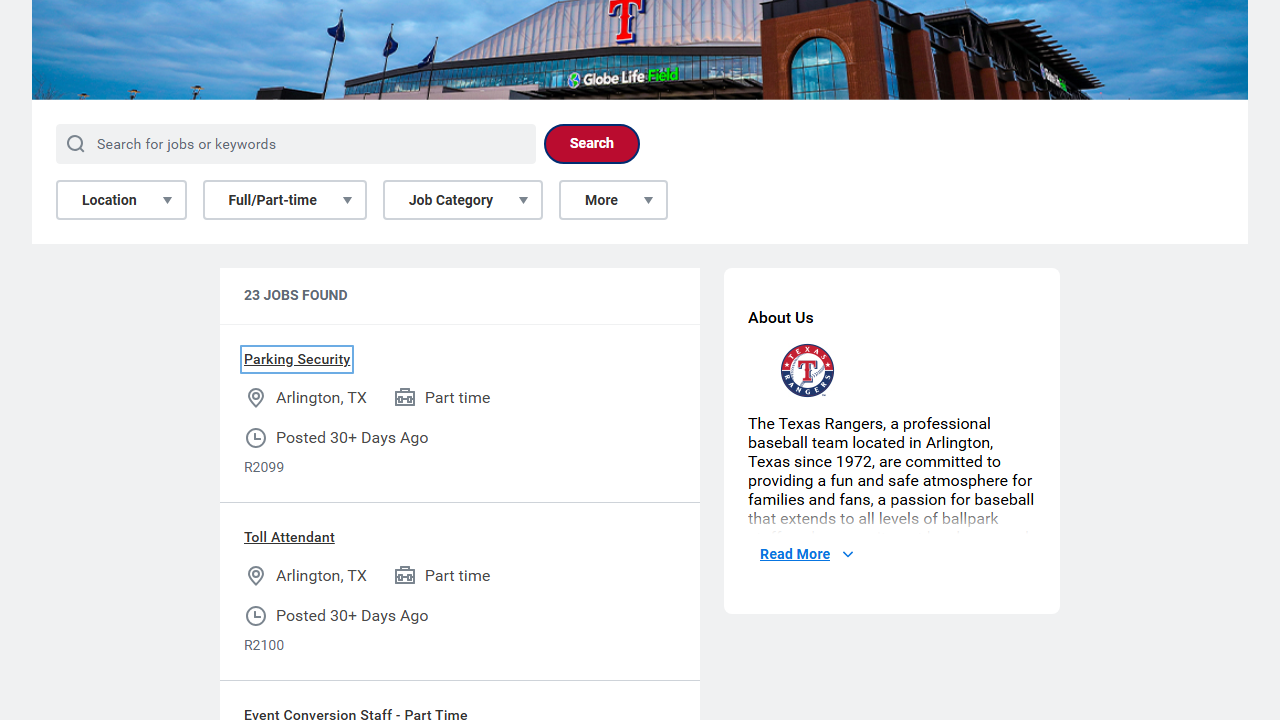 T
Globe Life Field
Search for jobs or keywords
Search
Location
Full/Part-time
Job Category
More
23 JOBS FOUND
Parking Security
Arlington, TX
Part time
Posted 30+ Days Ago
R2099
Toll Attendant
Arlington, TX
Part time
Posted 30+ Days Ago
R2100
Event Conversion Staff - Part Time
About Us
TEXAS
T
RANGERS
The Texas Rangers, a professional
baseball team located in Arlington,
Texas since 1972, are committed to
providing a fun and safe atmosphere for
families and fans, a passion for baseball
that extends to all levels of ballpark
Read More